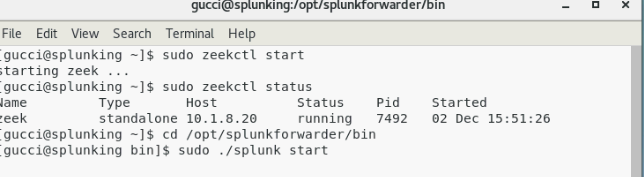 gucci@splunking:/opt/splunkforwarder/bin
File Edit View Search Terminal Help
[gucci@splunking ~]$ sudo zeekctl start
starting zeek ...
[gucci@splunking ~]$ sudo zeekctl status
Name Type Host Status Pid Started
zeek standalone 10.1.8.20 running 7492 02 Dec 15:51:26
[gucci@splunking ~]$ cd /opt/splunkforwarder/bin
[gucci@splunking bin]$ sudo ./splunk start